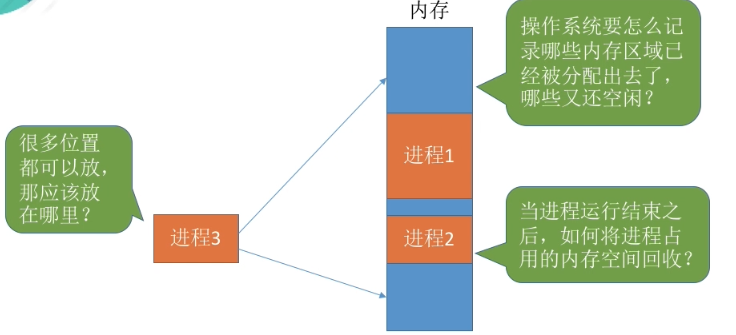 内存
操作系统要怎么记
录哪些内存区域已
经被分配出去了，
哪些又还空闲？
很多位置
都可以放，
那应该放
在哪里？
进程1
进程3
进程2
当进程运行结束之
后，如何将进程占
用的内存空间回收？